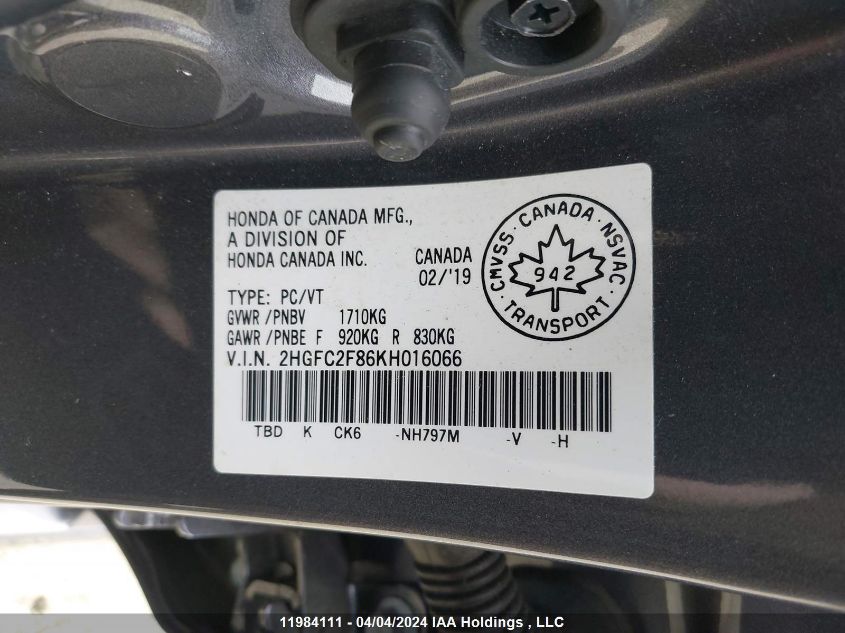 HONDA OF CANADA MFG.,
A DIVISION OF
HONDA CANADA INC.
CANADA
02/'19
CMVSS · CANADA · NSVAC
942
TRANSPORT
TYPE: PC/VT
GVWR /PNBV 1710KG
GAWR /PNBE F 920KG R 830KG
V.I.N. 2HGFC2F86KH016066
TBD K CK6 -NH797M -V -H
11984111 - 04/04/2024 IAA Holdings , LLC